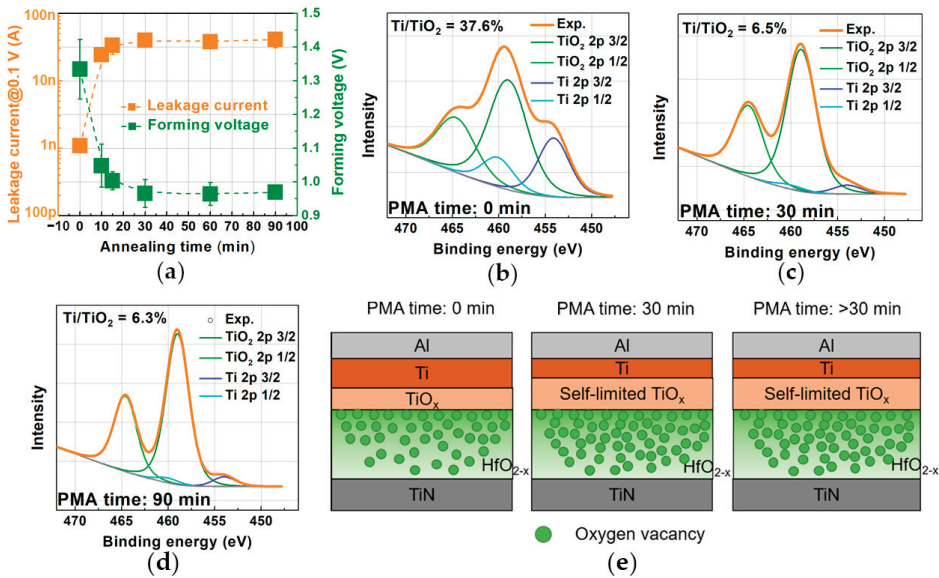 Leakage current@0.1 V (A)
100n
10n
1n
100p
1.5
1.4
1.3
1.2
1.1
1.0
0.9
Forming voltage (V)
Leakage current
Forming voltage
−10 0 10 20 30 40 50 60 70 80 90 100
Annealing time (min)
(a)
Ti/TiO2 = 37.6%
Exp.
TiO2 2p 3/2
TiO2 2p 1/2
Ti 2p 3/2
Ti 2p 1/2
Intensity
PMA time: 0 min
470 465 460 455 450
Binding energy (eV)
(b)
Ti/TiO2 = 6.5%
Exp.
TiO2 2p 3/2
TiO2 2p 1/2
Ti 2p 3/2
Ti 2p 1/2
Intensity
PMA time: 30 min
470 465 460 455 450
Binding energy (eV)
(c)
Ti/TiO2 = 6.3%
Exp.
TiO2 2p 3/2
TiO2 2p 1/2
Ti 2p 3/2
Ti 2p 1/2
Intensity
PMA time: 90 min
470 465 460 455 450
Binding energy (eV)
(d)
PMA time: 0 min
Al
Ti
TiOx
HfO2-x
TiN
PMA time: 30 min
Al
Ti
Self-limited TiOx
HfO2-x
TiN
PMA time: >30 min
Al
Ti
Self-limited TiOx
HfO2-x
TiN
Oxygen vacancy
(e)